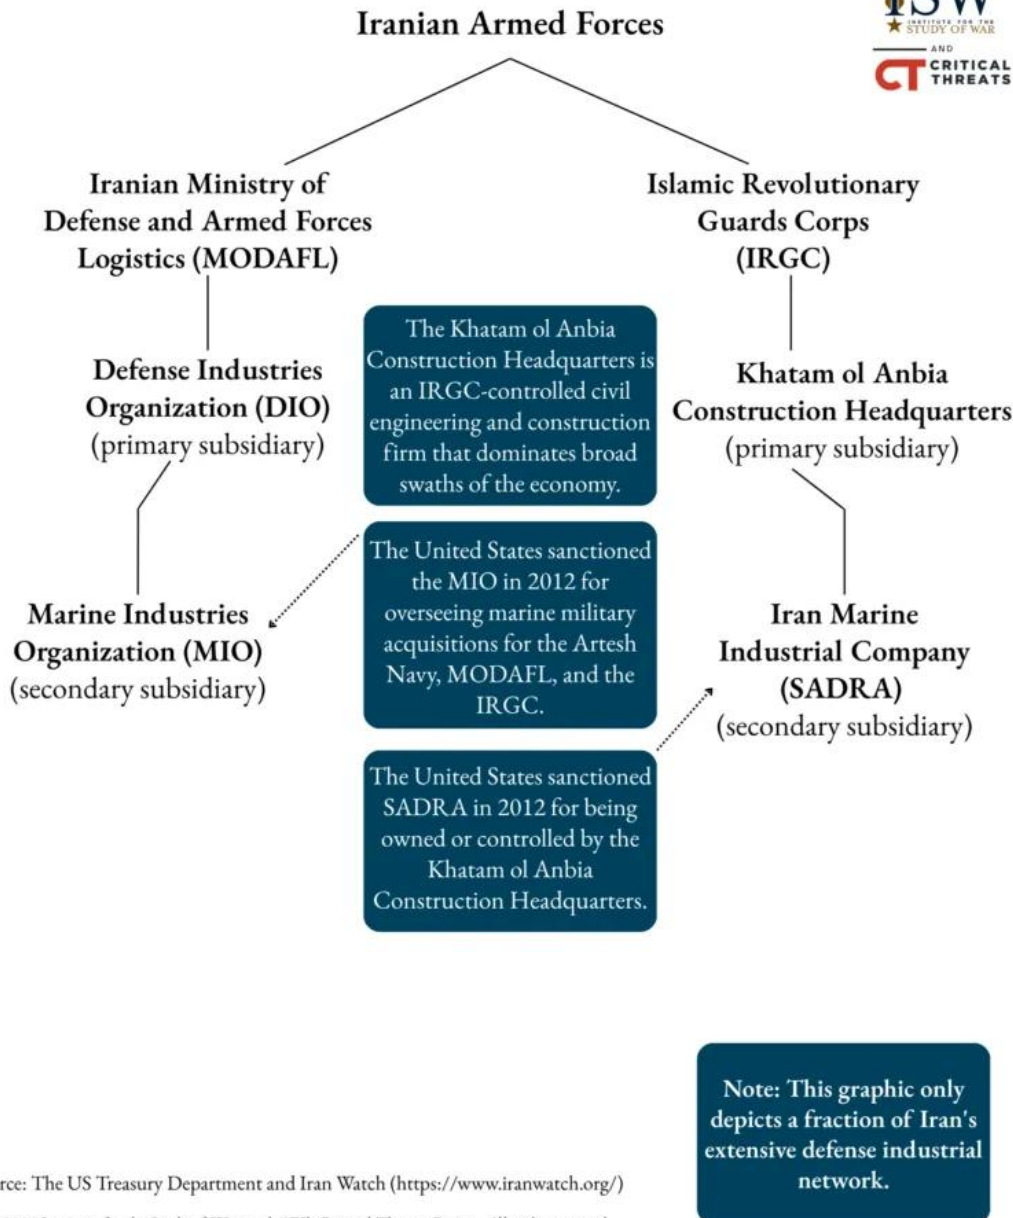 Iranian Armed Forces
ISW
INSTITUTE FOR THE
STUDY OF WAR
AND
CT CRITICAL
THREATS
Iranian Ministry of
Defense and Armed Forces
Logistics (MODAFL)
Islamic Revolutionary
Guards Corps
(IRGC)
Defense Industries
Organization (DIO)
(primary subsidiary)
The Khatam ol Anbia
Construction Headquarters is
an IRGC-controlled civil
engineering and construction
firm that dominates broad
swaths of the economy.
Khatam ol Anbia
Construction Headquarters
(primary subsidiary)
Marine Industries
Organization (MIO)
(secondary subsidiary)
The United States sanctioned
the MIO in 2012 for
overseeing marine military
acquisitions for the Artesh
Navy, MODAFL, and the
IRGC.
Iran Marine
Industrial Company
(SADRA)
(secondary subsidiary)
The United States sanctioned
SADRA in 2012 for being
owned or controlled by the
Khatam ol Anbia
Construction Headquarters.
Note: This graphic only
depicts a fraction of Iran's
extensive defense industrial
network.
rce: The US Treasury Department and Iran Watch (https://www.iranwatch.org/)